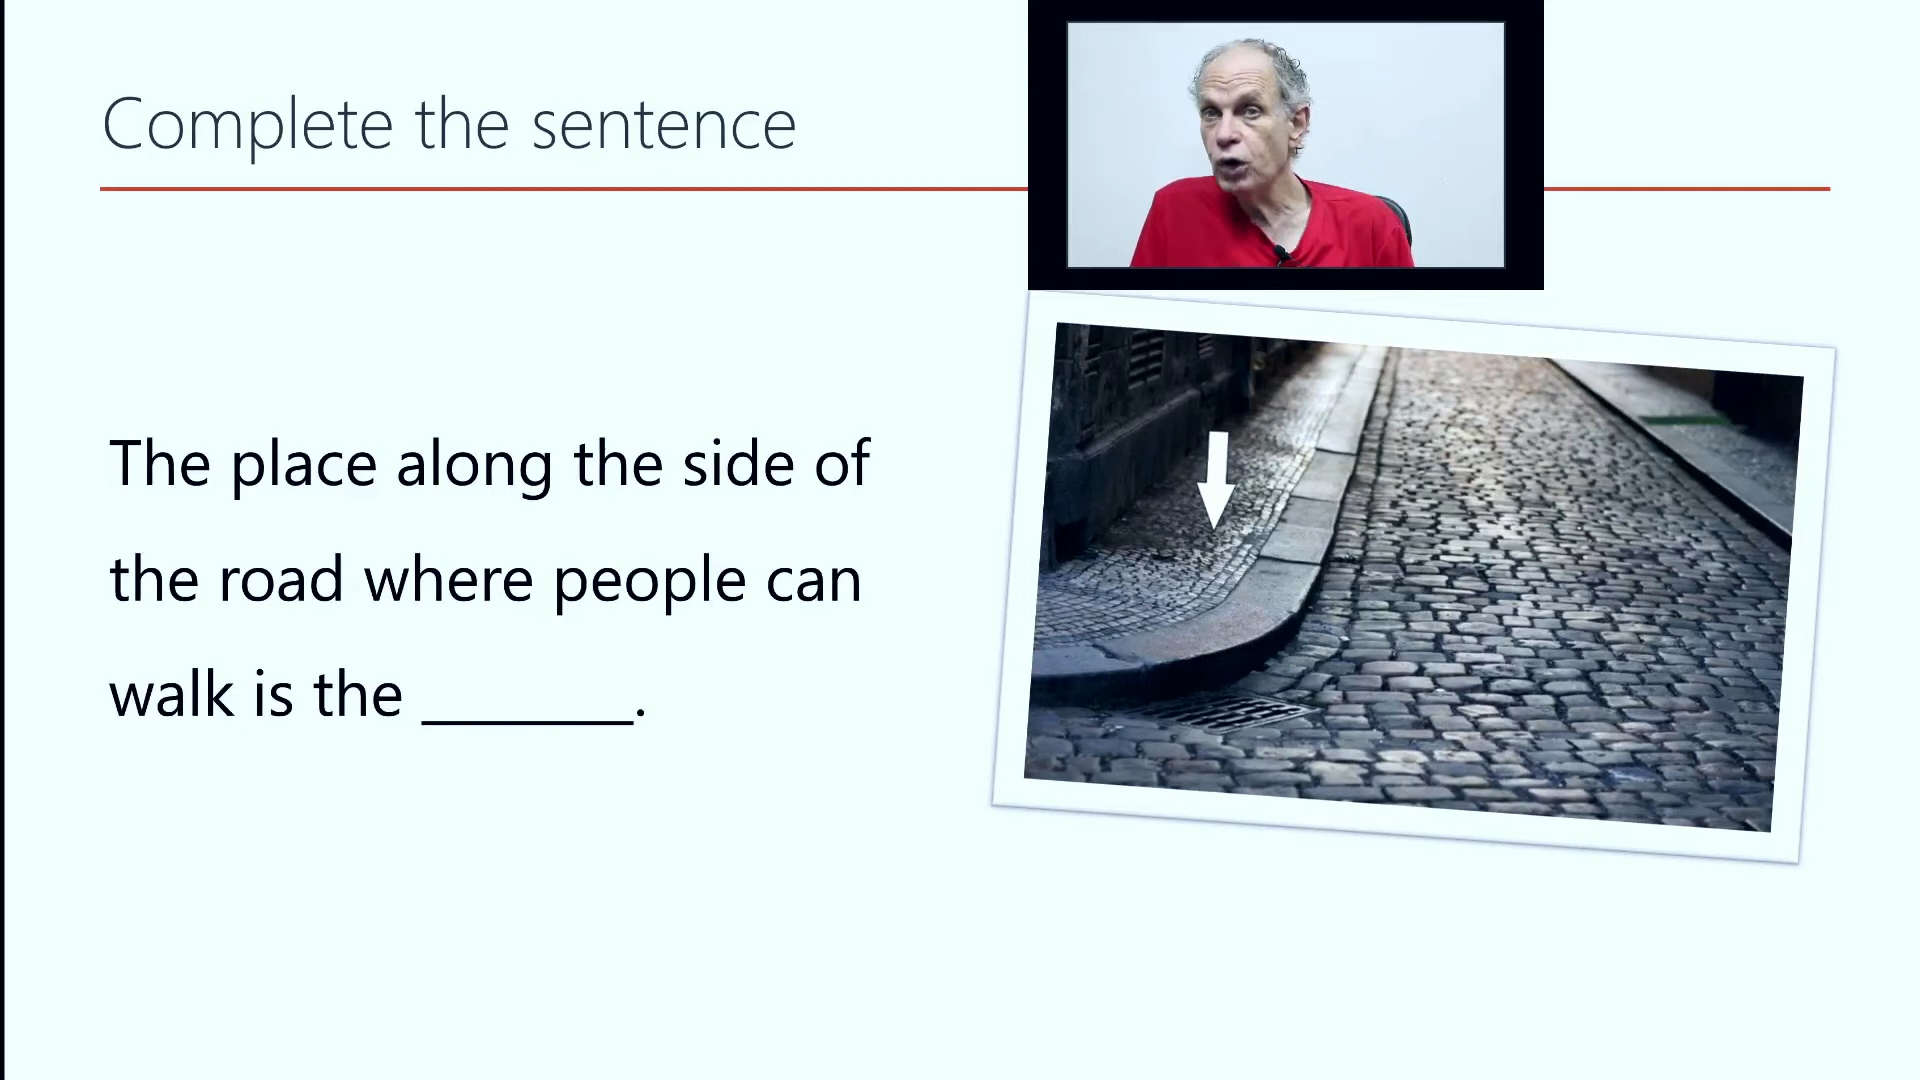 Complete the sentence
The place along the side of
the road where people can
walk is the _______.